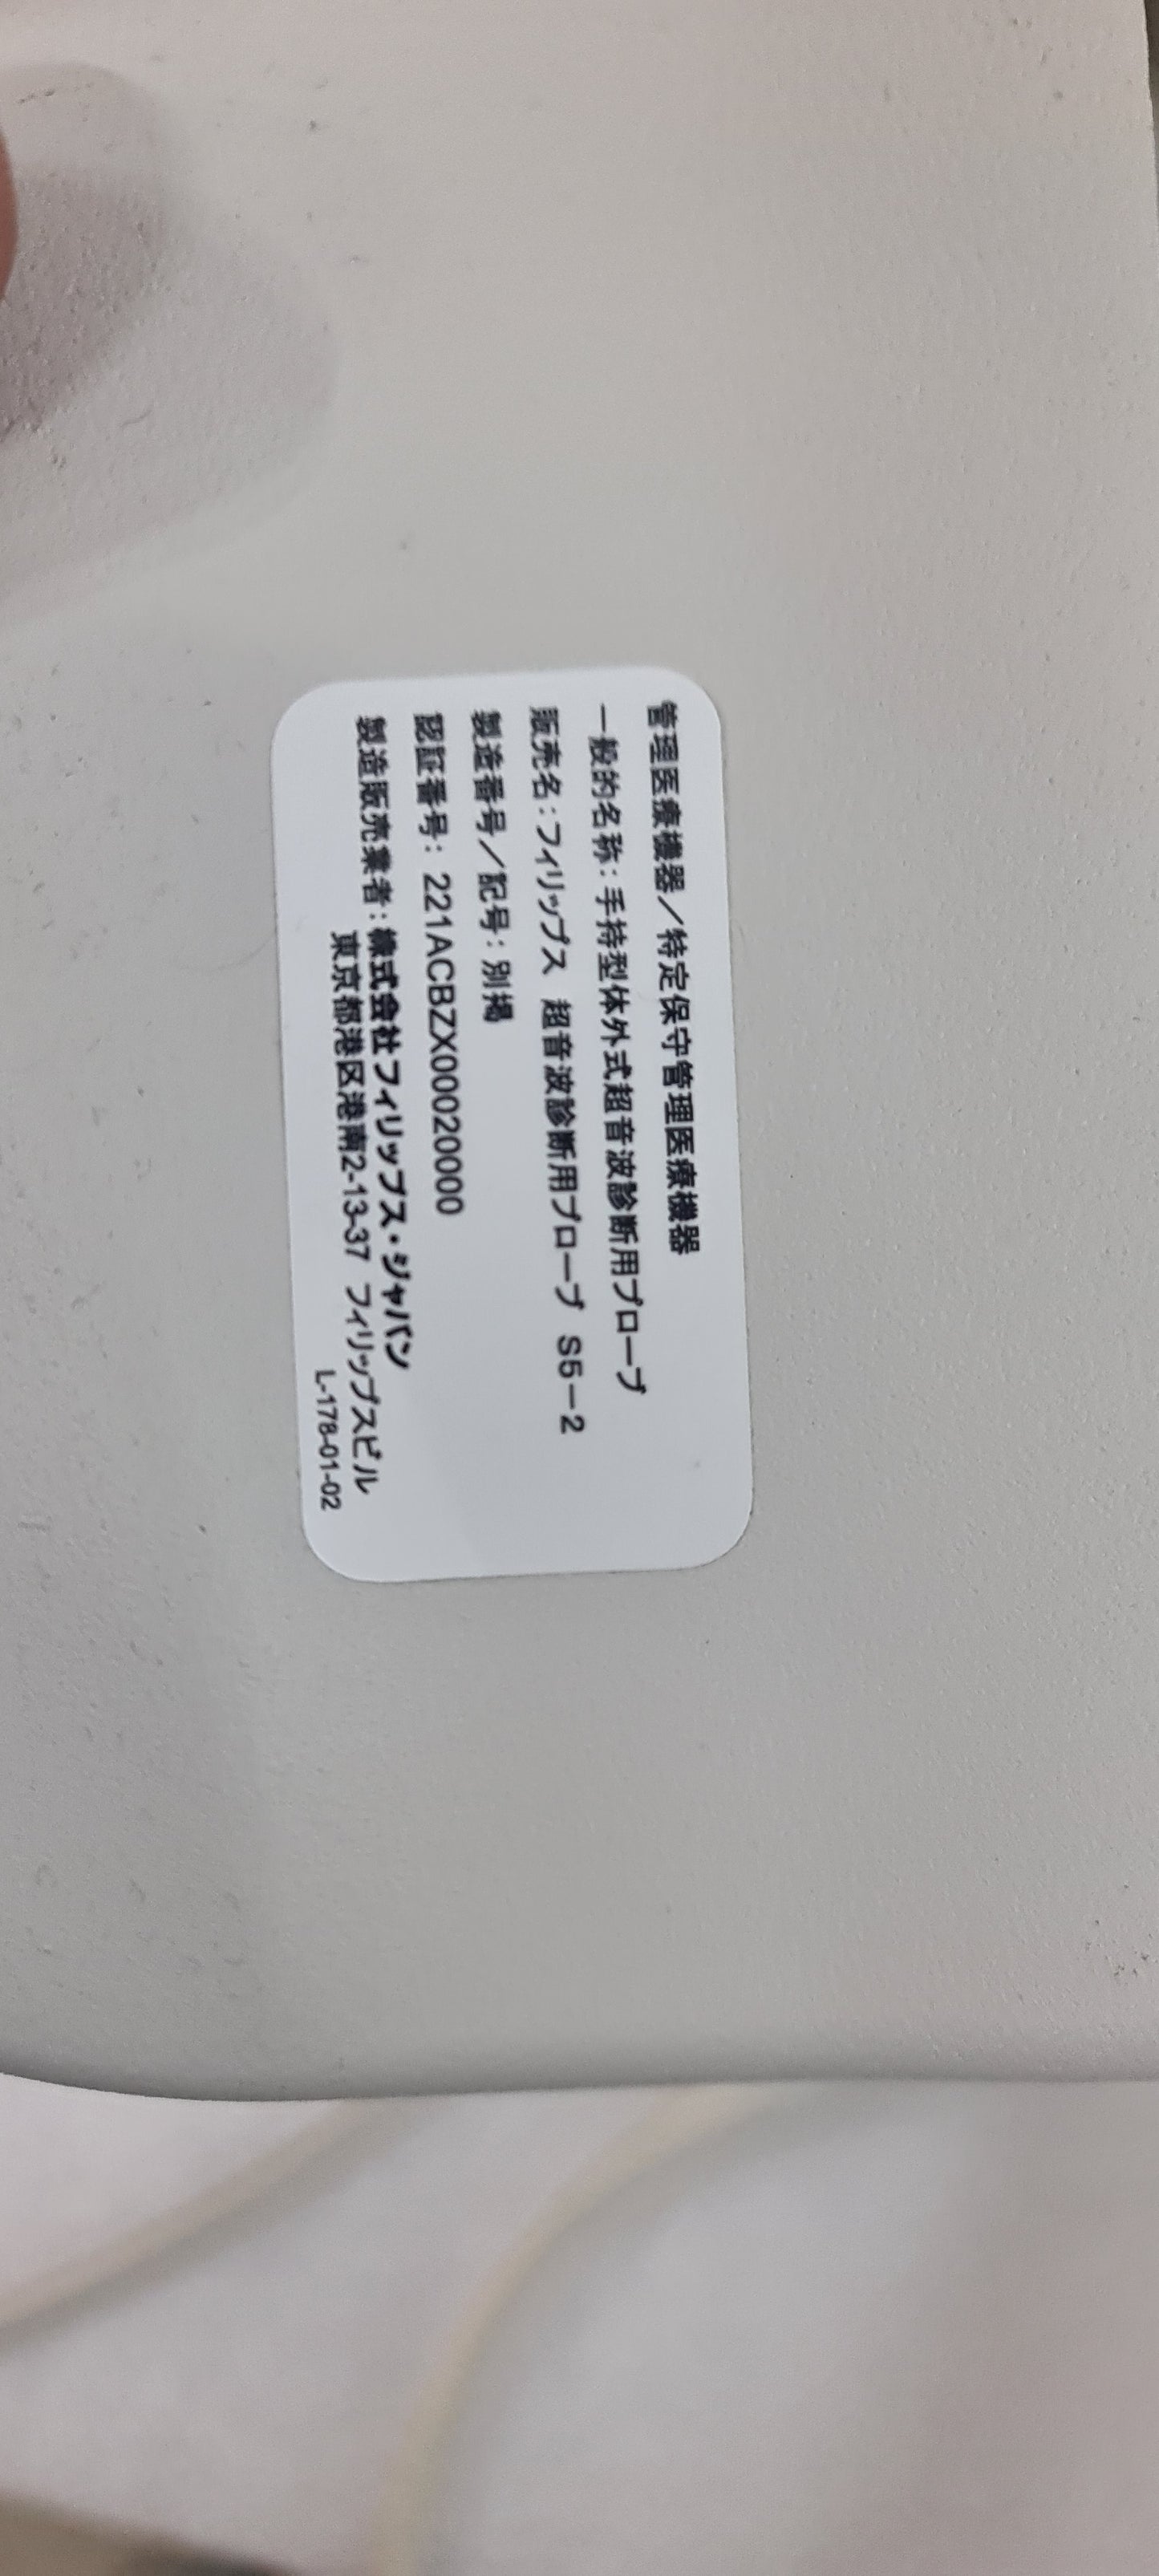 管理医療機器／特定保守管理医療機器
一般的名称：手持型体外式超音波診断用プローブ
販売名：フィリップス 超音波診断用プローブ S5－2
製造番号／記号：別掲
認証番号：221ACBZX00020000
製造販売業者：株式会社フィリップス・ジャパン
東京都港区港南2-13-37 フィリップスビル
L-178-01-02